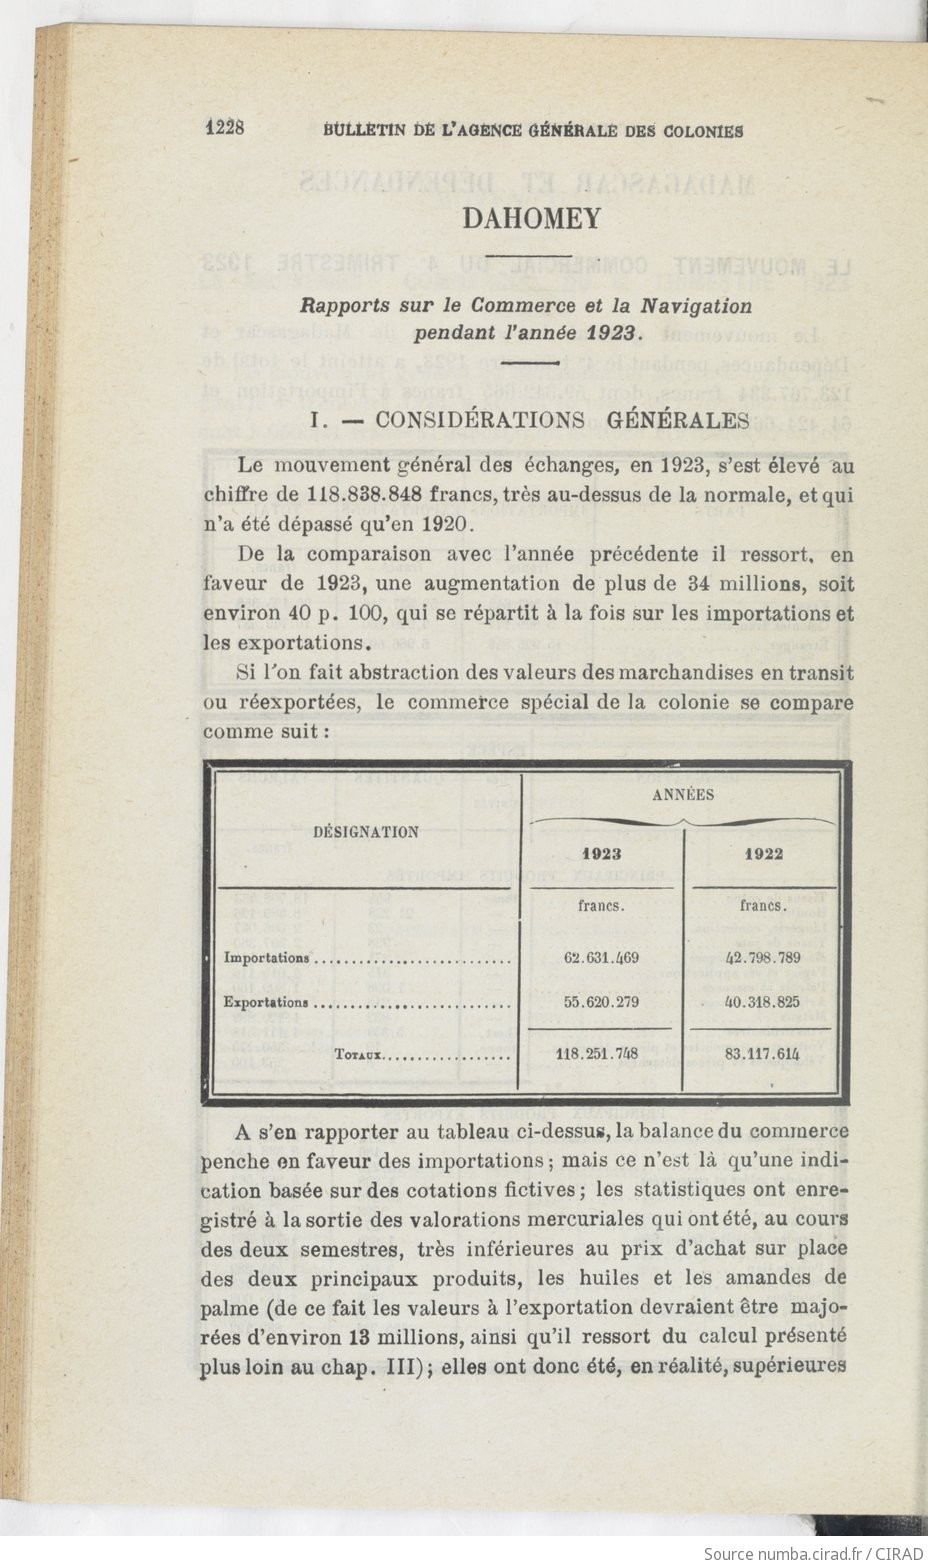 1228 BULLETIN DE L'AGENCE GÉNÉRALE DES COLONIES
DAHOMEY
Rapports sur le Commerce et la Navigation
pendant l'année 1923.
I. — CONSIDÉRATIONS GÉNÉRALES
Le mouvement général des échanges, en 1923, s'est élevé au
chiffre de 118.838.848 francs, très au-dessus de la normale, et qui
n'a été dépassé qu'en 1920.
De la comparaison avec l'année précédente il ressort, en
faveur de 1923, une augmentation de plus de 34 millions, soit
environ 40 p. 100, qui se répartit à la fois sur les importations et
les exportations.
Si l'on fait abstraction des valeurs des marchandises en transit
ou réexportées, le commerce spécial de la colonie se compare
comme suit :
ANNÉES
DÉSIGNATION
1923 1922
francs. francs.
Importations .......................... 62.631.469 42.798.789
Exportations .......................... 55.620.279 40.318.825
TOTAUX................. 118.251.748 83.117.614
A s'en rapporter au tableau ci-dessus, la balance du commerce
penche en faveur des importations ; mais ce n'est là qu'une indi-
cation basée sur des cotations fictives ; les statistiques ont enre-
gistré à la sortie des valorations mercuriales qui ont été, au cours
des deux semestres, très inférieures au prix d'achat sur place
des deux principaux produits, les huiles et les amandes de
palme (de ce fait les valeurs à l'exportation devraient être majo-
rées d'environ 13 millions, ainsi qu'il ressort du calcul présenté
plus loin au chap. III) ; elles ont donc été, en réalité, supérieures
Source numba.cirad.fr / CIRAD